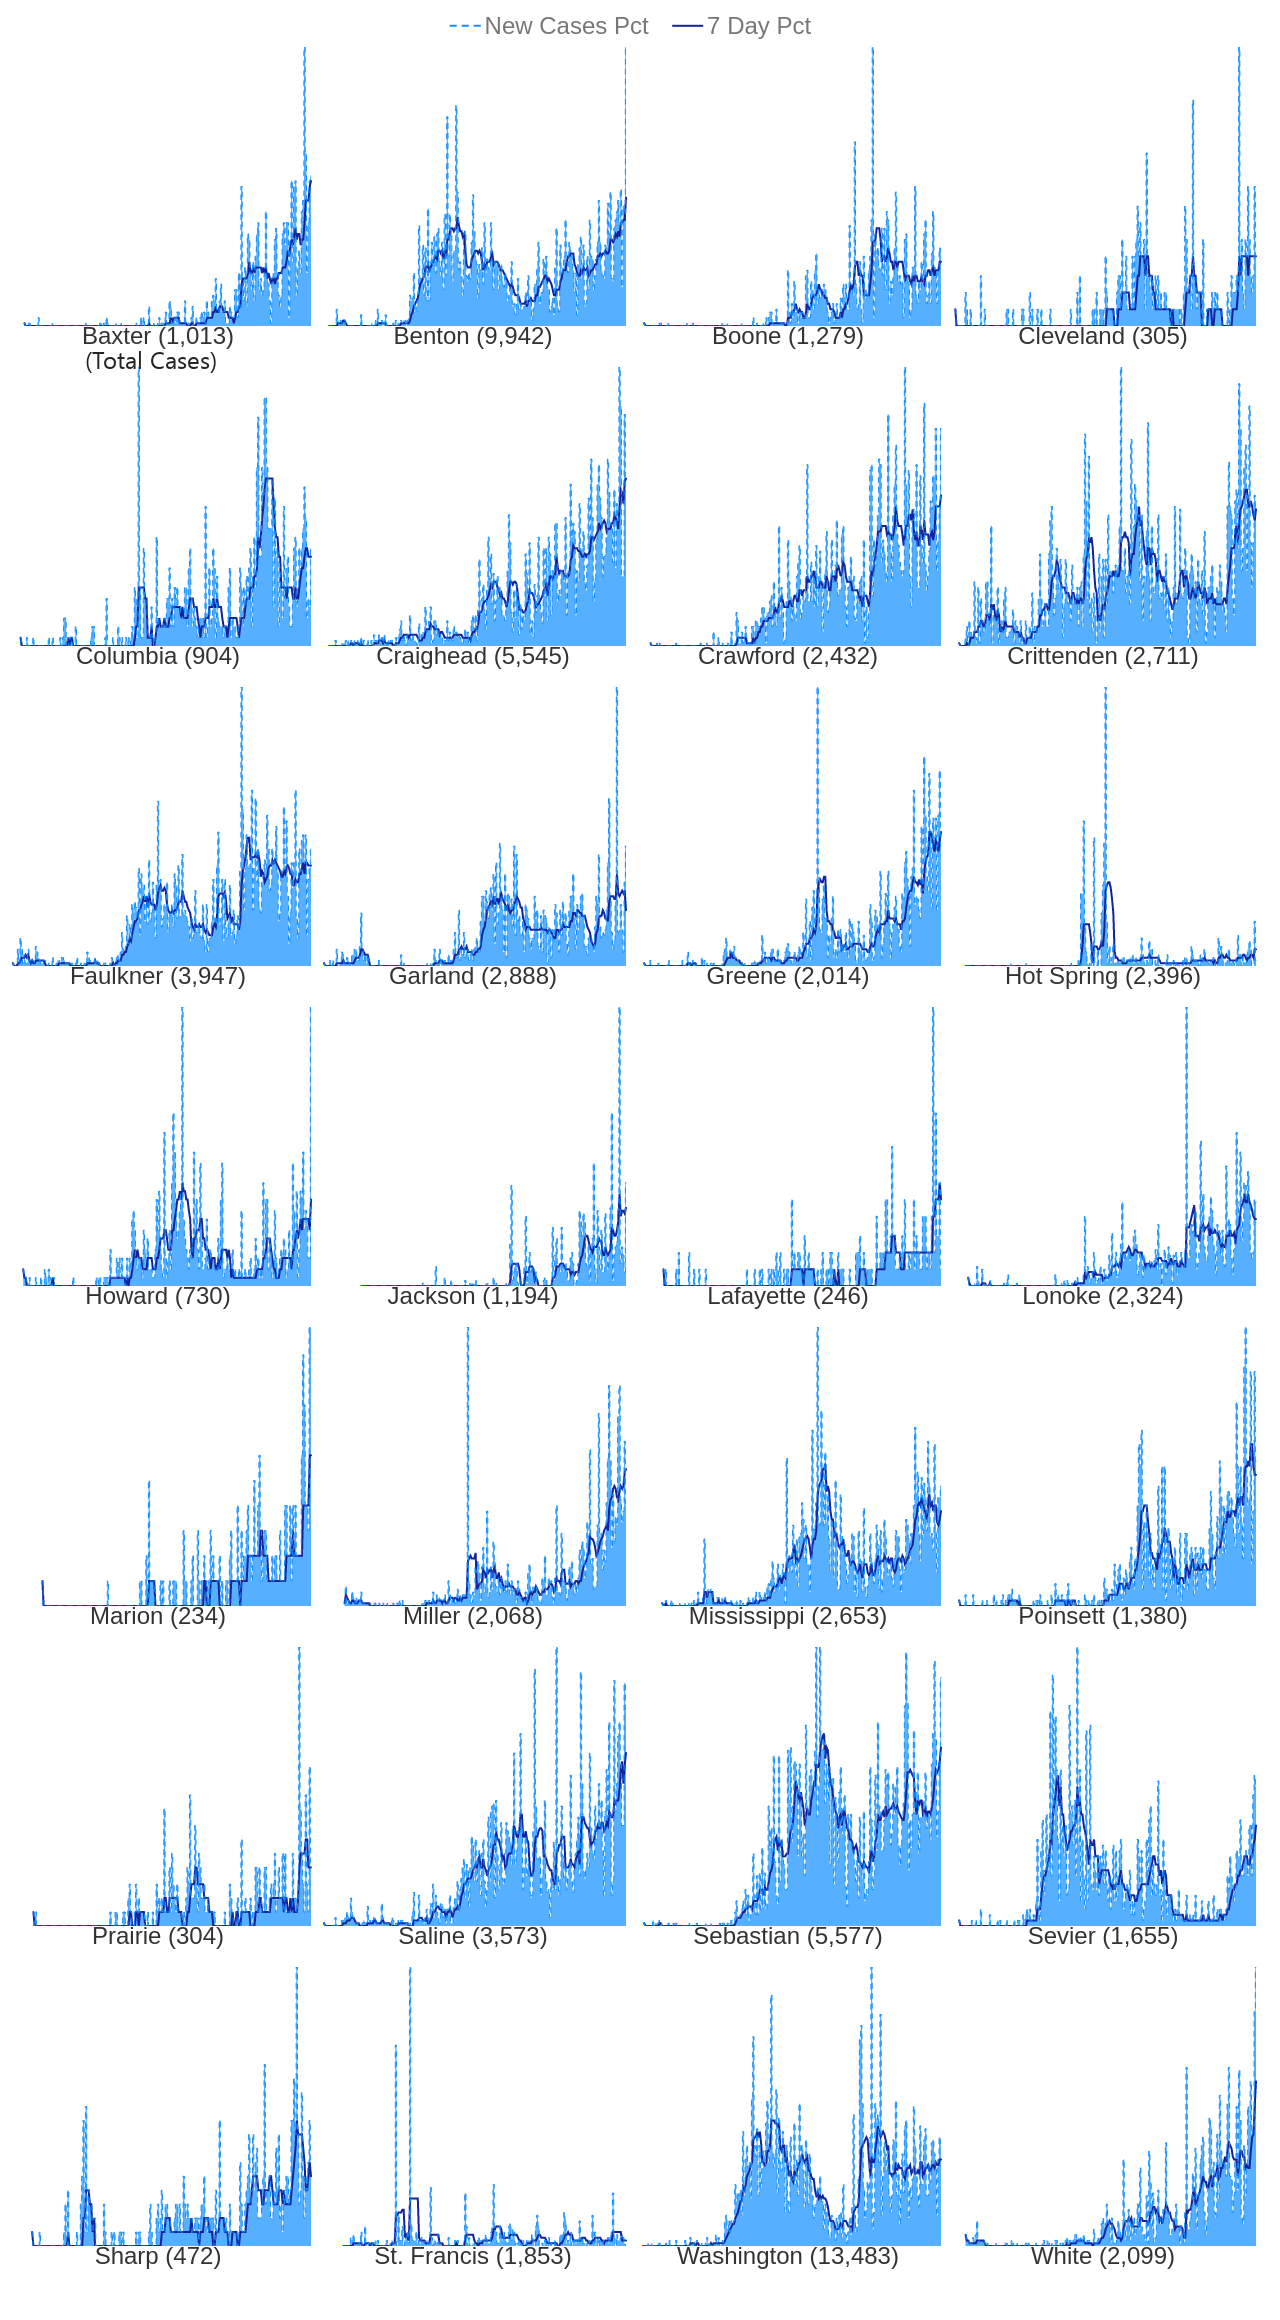 New Cases Pct 7 Day Pct
Baxter (1,013) Benton (9,942) Boone (1,279) Cleveland (305)
(Total Cases)
Columbia (904) Craighead (5,545) Crawford (2,432) Crittenden (2,711)
Faulkner (3,947) Garland (2,888) Greene (2,014) Hot Spring (2,396)
Howard (730) Jackson (1,194) Lafayette (246) Lonoke (2,324)
Marion (234) Miller (2,068) Mississippi (2,653) Poinsett (1,380)
Prairie (304) Saline (3,573) Sebastian (5,577) Sevier (1,655)
Sharp (472) St. Francis (1,853) Washington (13,483) White (2,099)